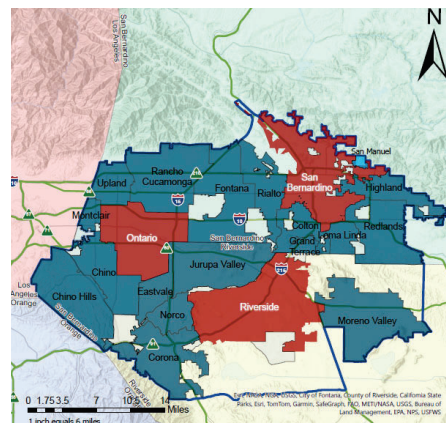 N
San Bernardino
Los Angeles
San Manuel
Rancho
Cucamonga
Upland
Fontana
Rialto
San
Bernardino
Highland
Montclair
Ontario
Colton
Loma Linda
Redlands
Grand
Terrace
San Bernardino
Riverside
Jurupa Valley
Chino
Los
Angeles
Orange
Chino Hills
Eastvale
San Bernardino
Orange
Norco
Riverside
Moreno Valley
Corona
Riverside
Orange
0 1.75 3.5 7 10.5 14
Miles
1 inch equals 6 miles
City of Fontana, County of Riverside, California State
Parks, Esri, TomTom, Garmin, SafeGraph, FAO, METI/NASA, USGS, Bureau of
Land Management, EPA, NPS, USFWS